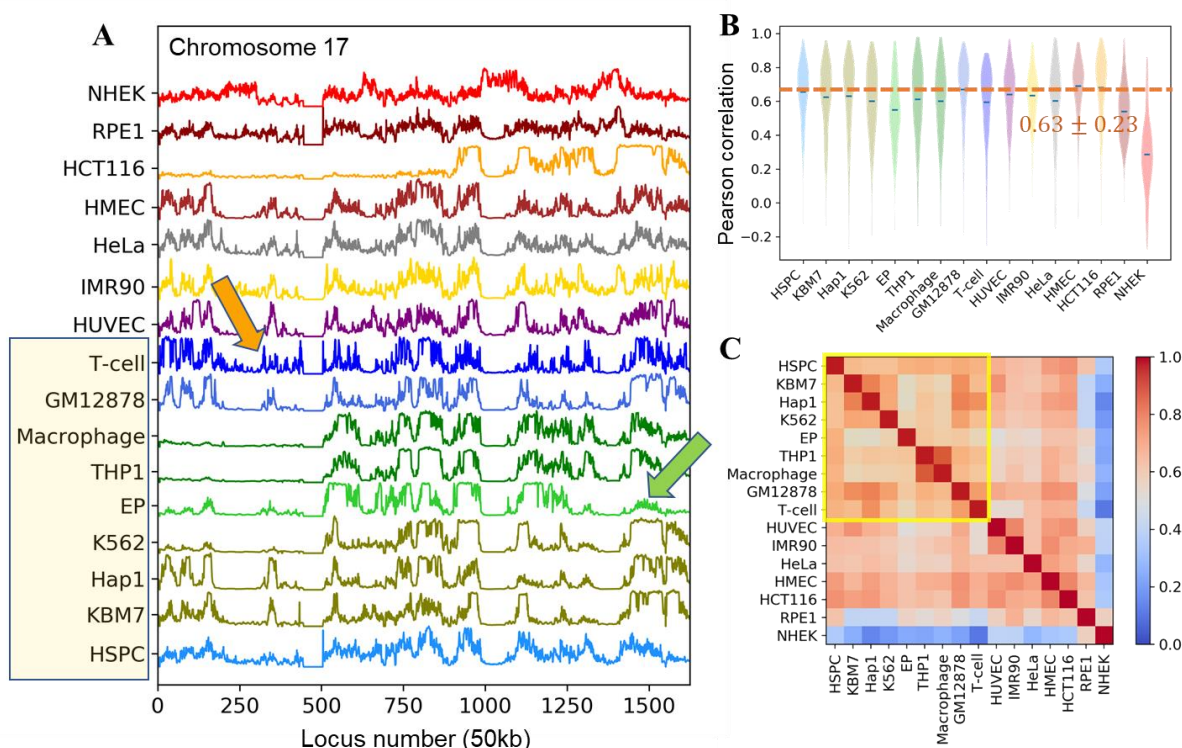 A
Chromosome 17
NHEK
RPE1
HCT116
HMEC
HeLa
IMR90
HUVEC
T-cell
GM12878
Macrophage
THP1
EP
K562
Hap1
KBM7
HSPC
0 250 500 750 1000 1250 1500
Locus number (50kb)
B
Pearson correlation
1.0
0.8
0.6
0.4
0.2
0.0
−0.2
0.63 ± 0.23
HSPC KBM7 Hap1 K562 EP THP1 Macrophage GM12878 T-cell HUVEC IMR90 HeLa HMEC HCT116 RPE1 NHEK
C
HSPC
KBM7
Hap1
K562
EP
THP1
Macrophage
GM12878
T-cell
HUVEC
IMR90
HeLa
HMEC
HCT116
RPE1
NHEK
HSPC KBM7 Hap1 K562 EP THP1 Macrophage GM12878 T-cell HUVEC IMR90 HeLa HMEC HCT116 RPE1 NHEK
1.0
0.8
0.6
0.4
0.2
0.0